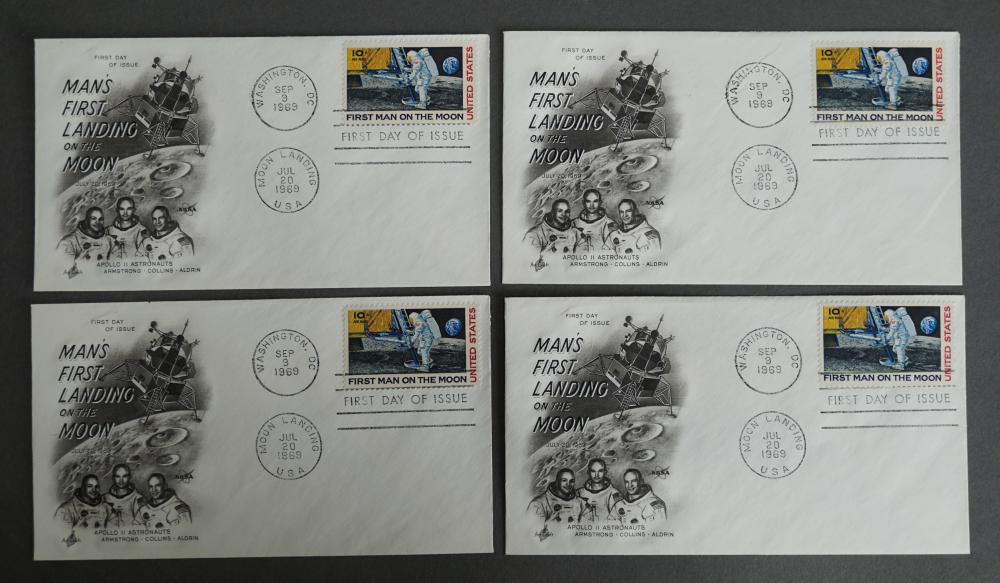 FIRST DAY
OF ISSUE
MAN'S
FIRST
LANDING
ON THE
MOON
JULY 20, 1969
NASA
APOLLO 11 ASTRONAUTS
ARMSTRONG · COLLINS · ALDRIN
ArtCraft
WASHINGTON, DC
SEP
9
1969
MOON LANDING
JUL
20
1969
USA
10¢
AIR MAIL
UNITED STATES
FIRST MAN ON THE MOON
FIRST DAY OF ISSUE
FIRST DAY
OF ISSUE
MAN'S
FIRST
LANDING
ON THE
MOON
JULY 20, 1969
NASA
APOLLO 11 ASTRONAUTS
ARMSTRONG · COLLINS · ALDRIN
ArtCraft
WASHINGTON, DC
SEP
9
1969
MOON LANDING
JUL
20
1969
USA
10¢
AIR MAIL
UNITED STATES
FIRST MAN ON THE MOON
FIRST DAY OF ISSUE
FIRST DAY
OF ISSUE
MAN'S
FIRST
LANDING
ON THE
MOON
JULY 20, 1969
NASA
APOLLO 11 ASTRONAUTS
ARMSTRONG · COLLINS · ALDRIN
ArtCraft
WASHINGTON, DC
SEP
9
1969
MOON LANDING
JUL
20
1969
USA
10¢
AIR MAIL
UNITED STATES
FIRST MAN ON THE MOON
FIRST DAY OF ISSUE
FIRST DAY
OF ISSUE
MAN'S
FIRST
LANDING
ON THE
MOON
JULY 20, 1969
NASA
APOLLO 11 ASTRONAUTS
ARMSTRONG · COLLINS · ALDRIN
ArtCraft
WASHINGTON, DC
SEP
9
1969
MOON LANDING
JUL
20
1969
USA
10¢
AIR MAIL
UNITED STATES
FIRST MAN ON THE MOON
FIRST DAY OF ISSUE